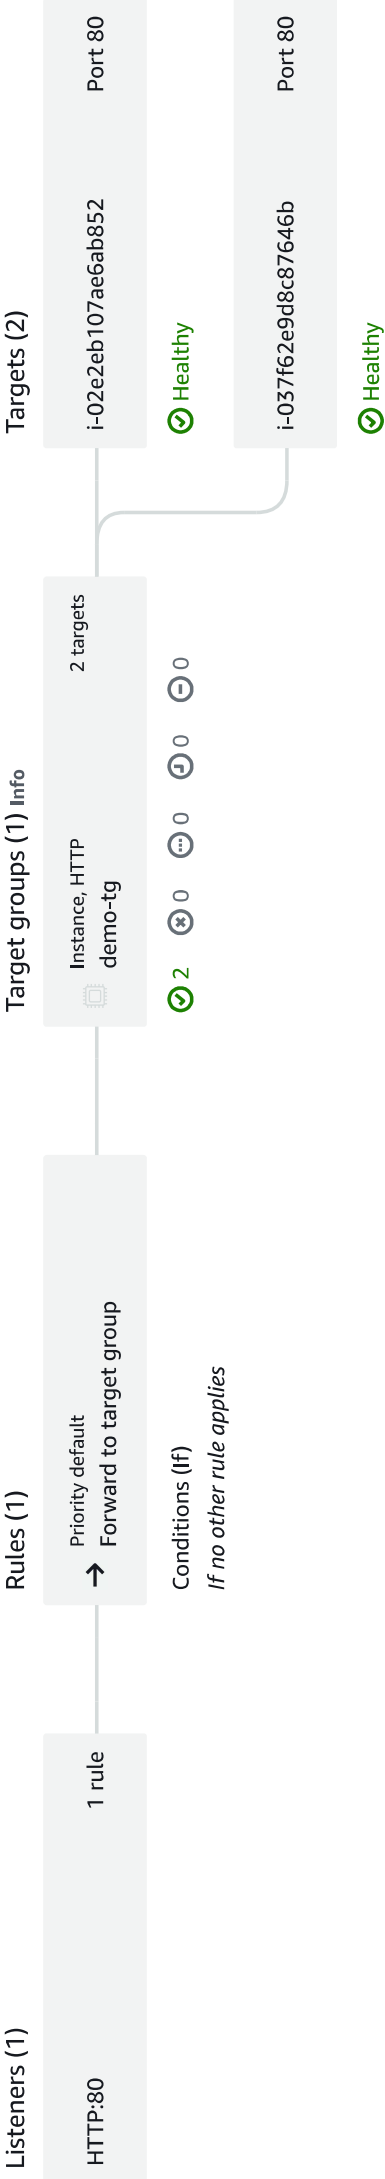 Listeners (1)
HTTP:80
1 rule
Rules (1)
Priority default
Forward to target group
Conditions (If)
If no other rule applies
Target groups (1) Info
Instance, HTTP
demo-tg
2 targets
2
0
0
0
0
Targets (2)
i-02e2eb107ae6ab852
Port 80
Healthy
i-037f62e9d8c87646b
Port 80
Healthy